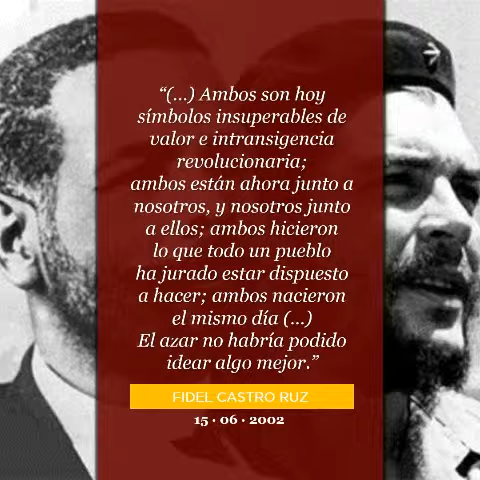 “(...) Ambos son hoy
símbolos insuperables de
valor e intransigencia
revolucionaria;
ambos están ahora junto a
nosotros, y nosotros junto
a ellos; ambos hicieron
lo que todo un pueblo
ha jurado estar dispuesto
a hacer; ambos nacieron
el mismo día (...)
El azar no habría podido
idear algo mejor.”
FIDEL CASTRO RUZ
15 · 06 · 2002